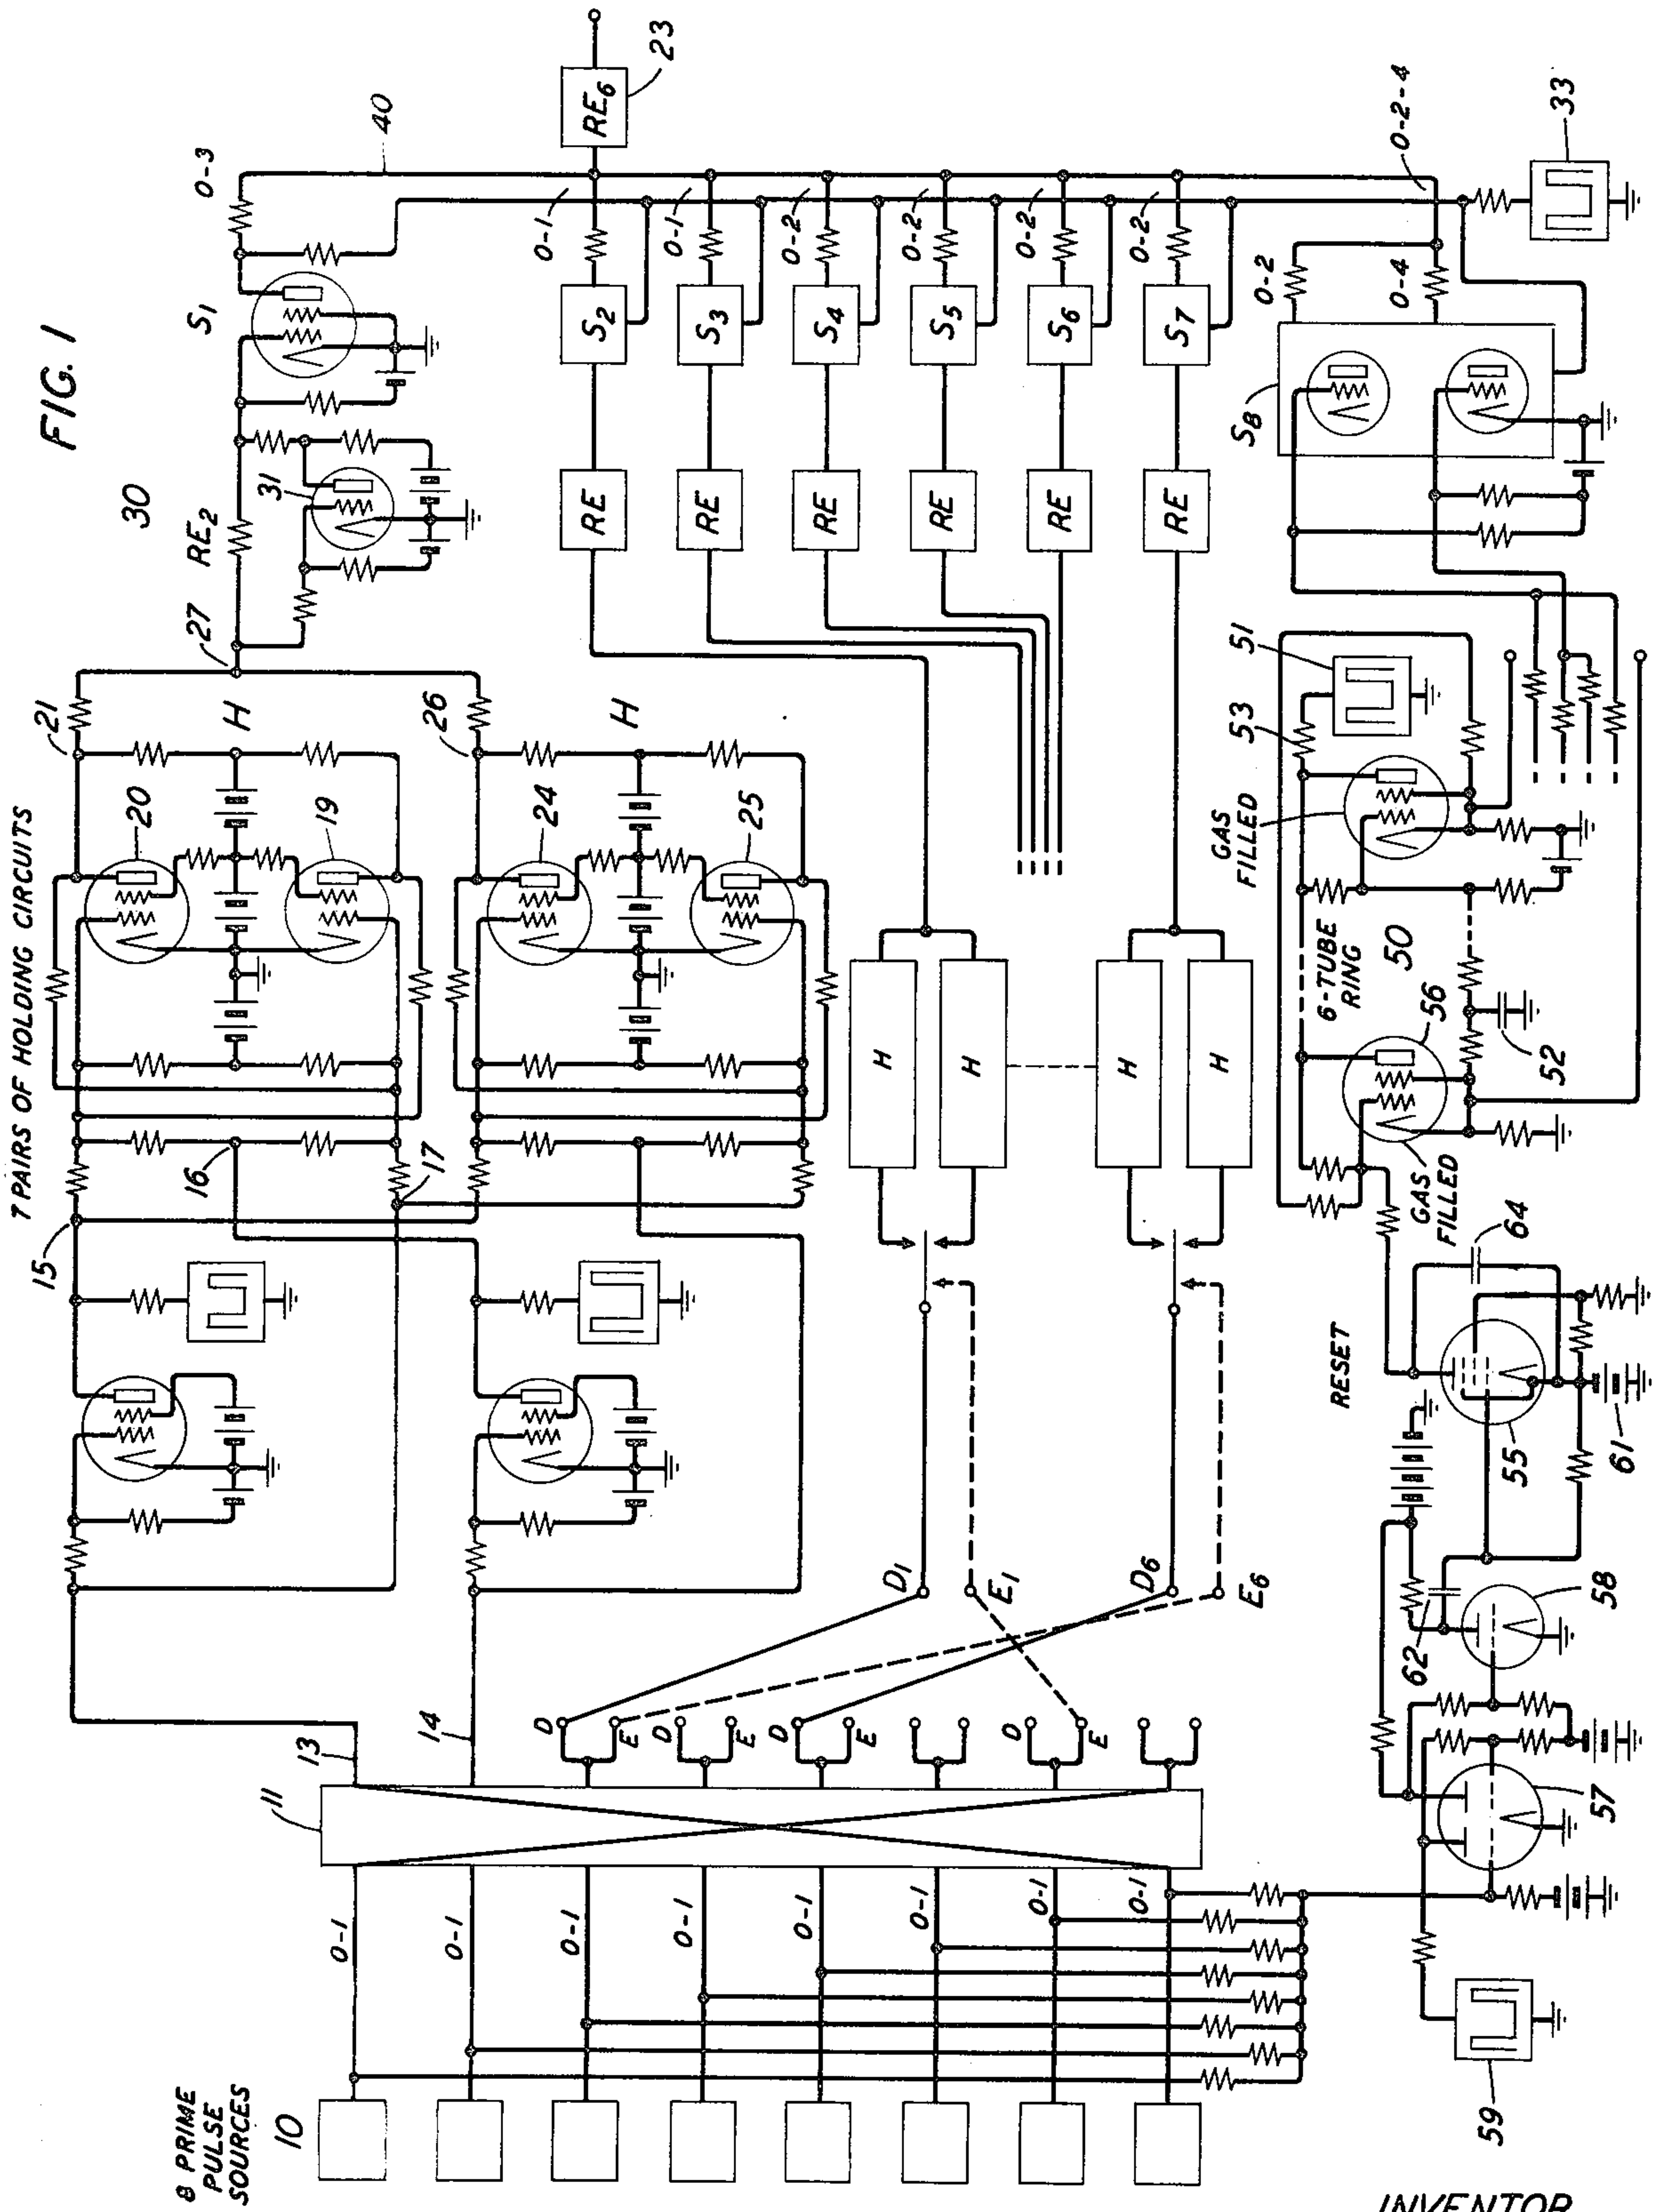 FIG. 1
7 PAIRS OF HOLDING CIRCUITS
8 PRIME
PULSE
SOURCES
10
11
13
14
15
16
17
19
20
21
H
24
25
26
H
27
30
RE2
31
S1
0-3
40
RE6
23
0-1
0-1
0-1
0-1
0-1
0-1
0-1
0-1
D
E
D
E
D
E
D
E
D1
E1
D6
E6
H
H
H
H
RE
S2
0-1
RE
S3
0-1
RE
S4
0-2
RE
S5
0-2
RE
S6
0-2
RE
S7
0-2
SB
0-2
0-4
0-2-4
33
59
57
58
62
RESET
55
61
64
GAS
FILLED
56
52
6-TUBE
RING
50
GAS
FILLED
53
51
INVENTOR